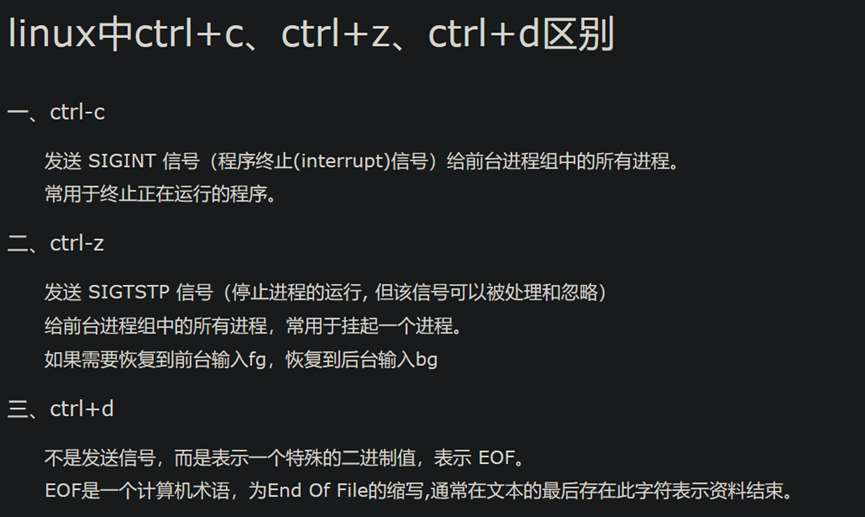 linux中ctrl+c、ctrl+z、ctrl+d区别
一、ctrl-c
发送 SIGINT 信号（程序终止(interrupt)信号）给前台进程组中的所有进程。
常用于终止正在运行的程序。
二、ctrl-z
发送 SIGTSTP 信号（停止进程的运行, 但该信号可以被处理和忽略）
给前台进程组中的所有进程，常用于挂起一个进程。
如果需要恢复到前台输入fg，恢复到后台输入bg
三、ctrl+d
不是发送信号，而是表示一个特殊的二进制值，表示 EOF。
EOF是一个计算机术语，为End Of File的缩写,通常在文本的最后存在此字符表示资料结束。